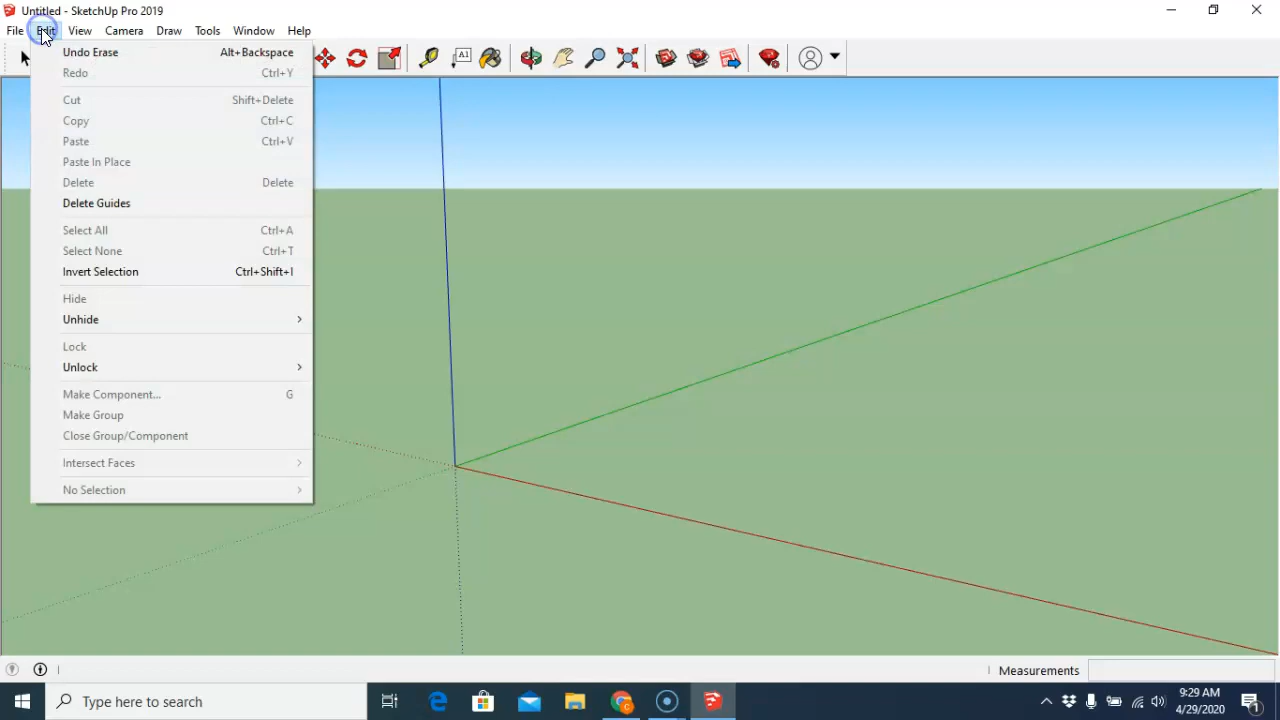 Untitled - SketchUp Pro 2019
File Edit View Camera Draw Tools Window Help
A1
Undo Erase Alt+Backspace
Redo Ctrl+Y
Cut Shift+Delete
Copy Ctrl+C
Paste Ctrl+V
Paste In Place
Delete Delete
Delete Guides
Select All Ctrl+A
Select None Ctrl+T
Invert Selection Ctrl+Shift+I
Hide
Unhide
Lock
Unlock
Make Component... G
Make Group
Close Group/Component
Intersect Faces
No Selection
Measurements
Type here to search
9:29 AM
4/29/2020
1